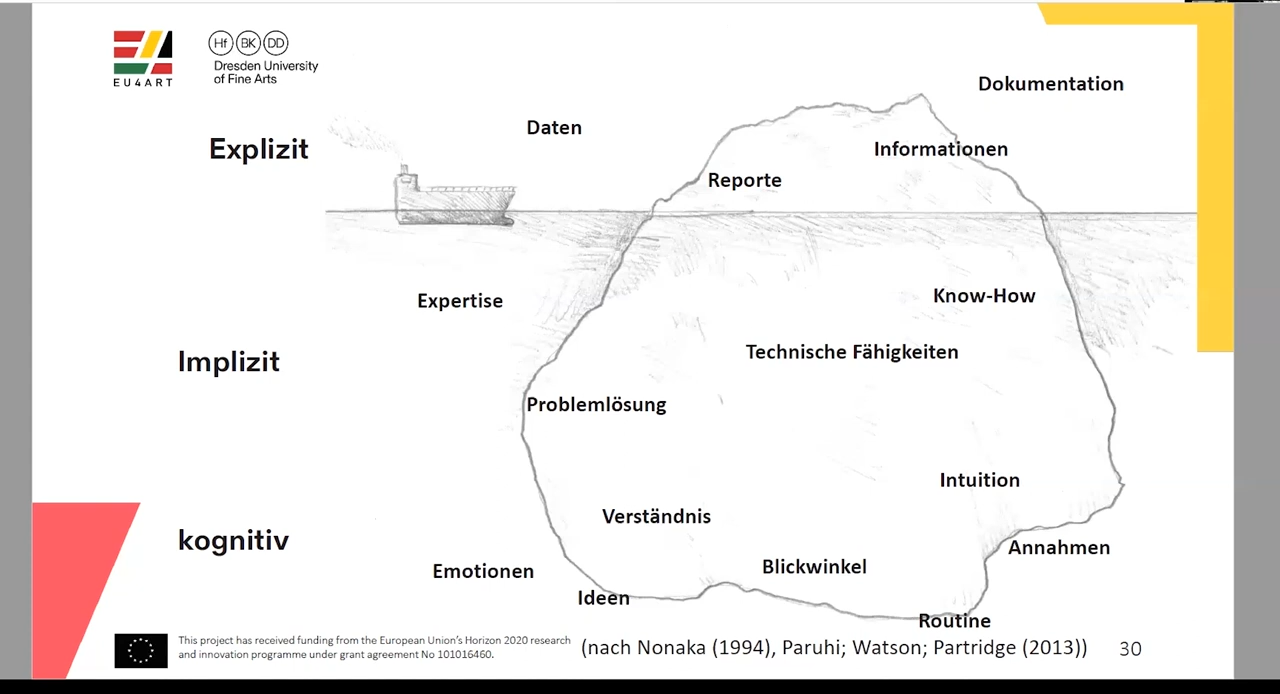 EU4ART
Hf BK DD
Dresden University
of Fine Arts
Dokumentation
Daten
Explizit
Informationen
Reporte
Know-How
Expertise
Technische Fähigkeiten
Implizit
Problemlösung
Intuition
Verständnis
kognitiv
Annahmen
Blickwinkel
Emotionen
Ideen
Routine
This project has received funding from the European Union's Horizon 2020 research
and innovation programme under grant agreement No 101016460.
(nach Nonaka (1994), Paruhi; Watson; Partridge (2013))
30